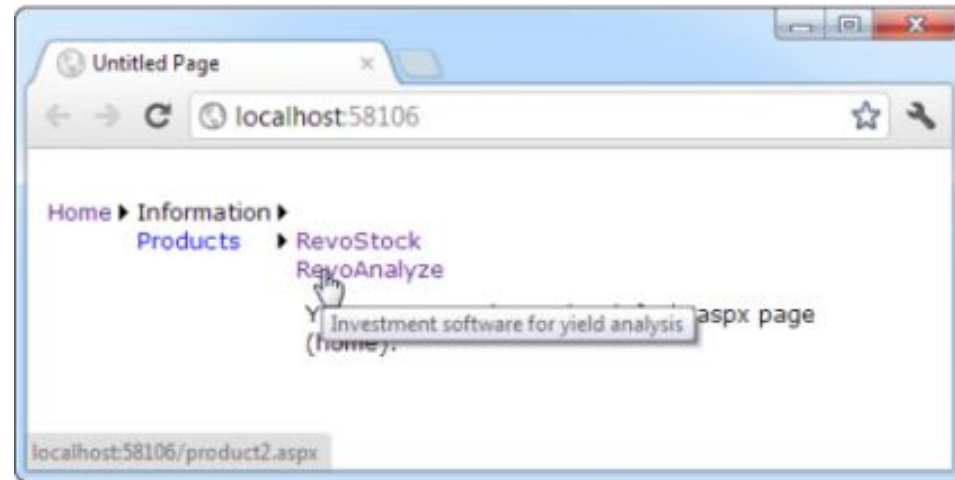 Untitled Page
localhost:58106
Home Information
Products RevoStock
RevoAnalyze
Investment software for yield analysis aspx page
(home).
localhost:58106/product2.aspx